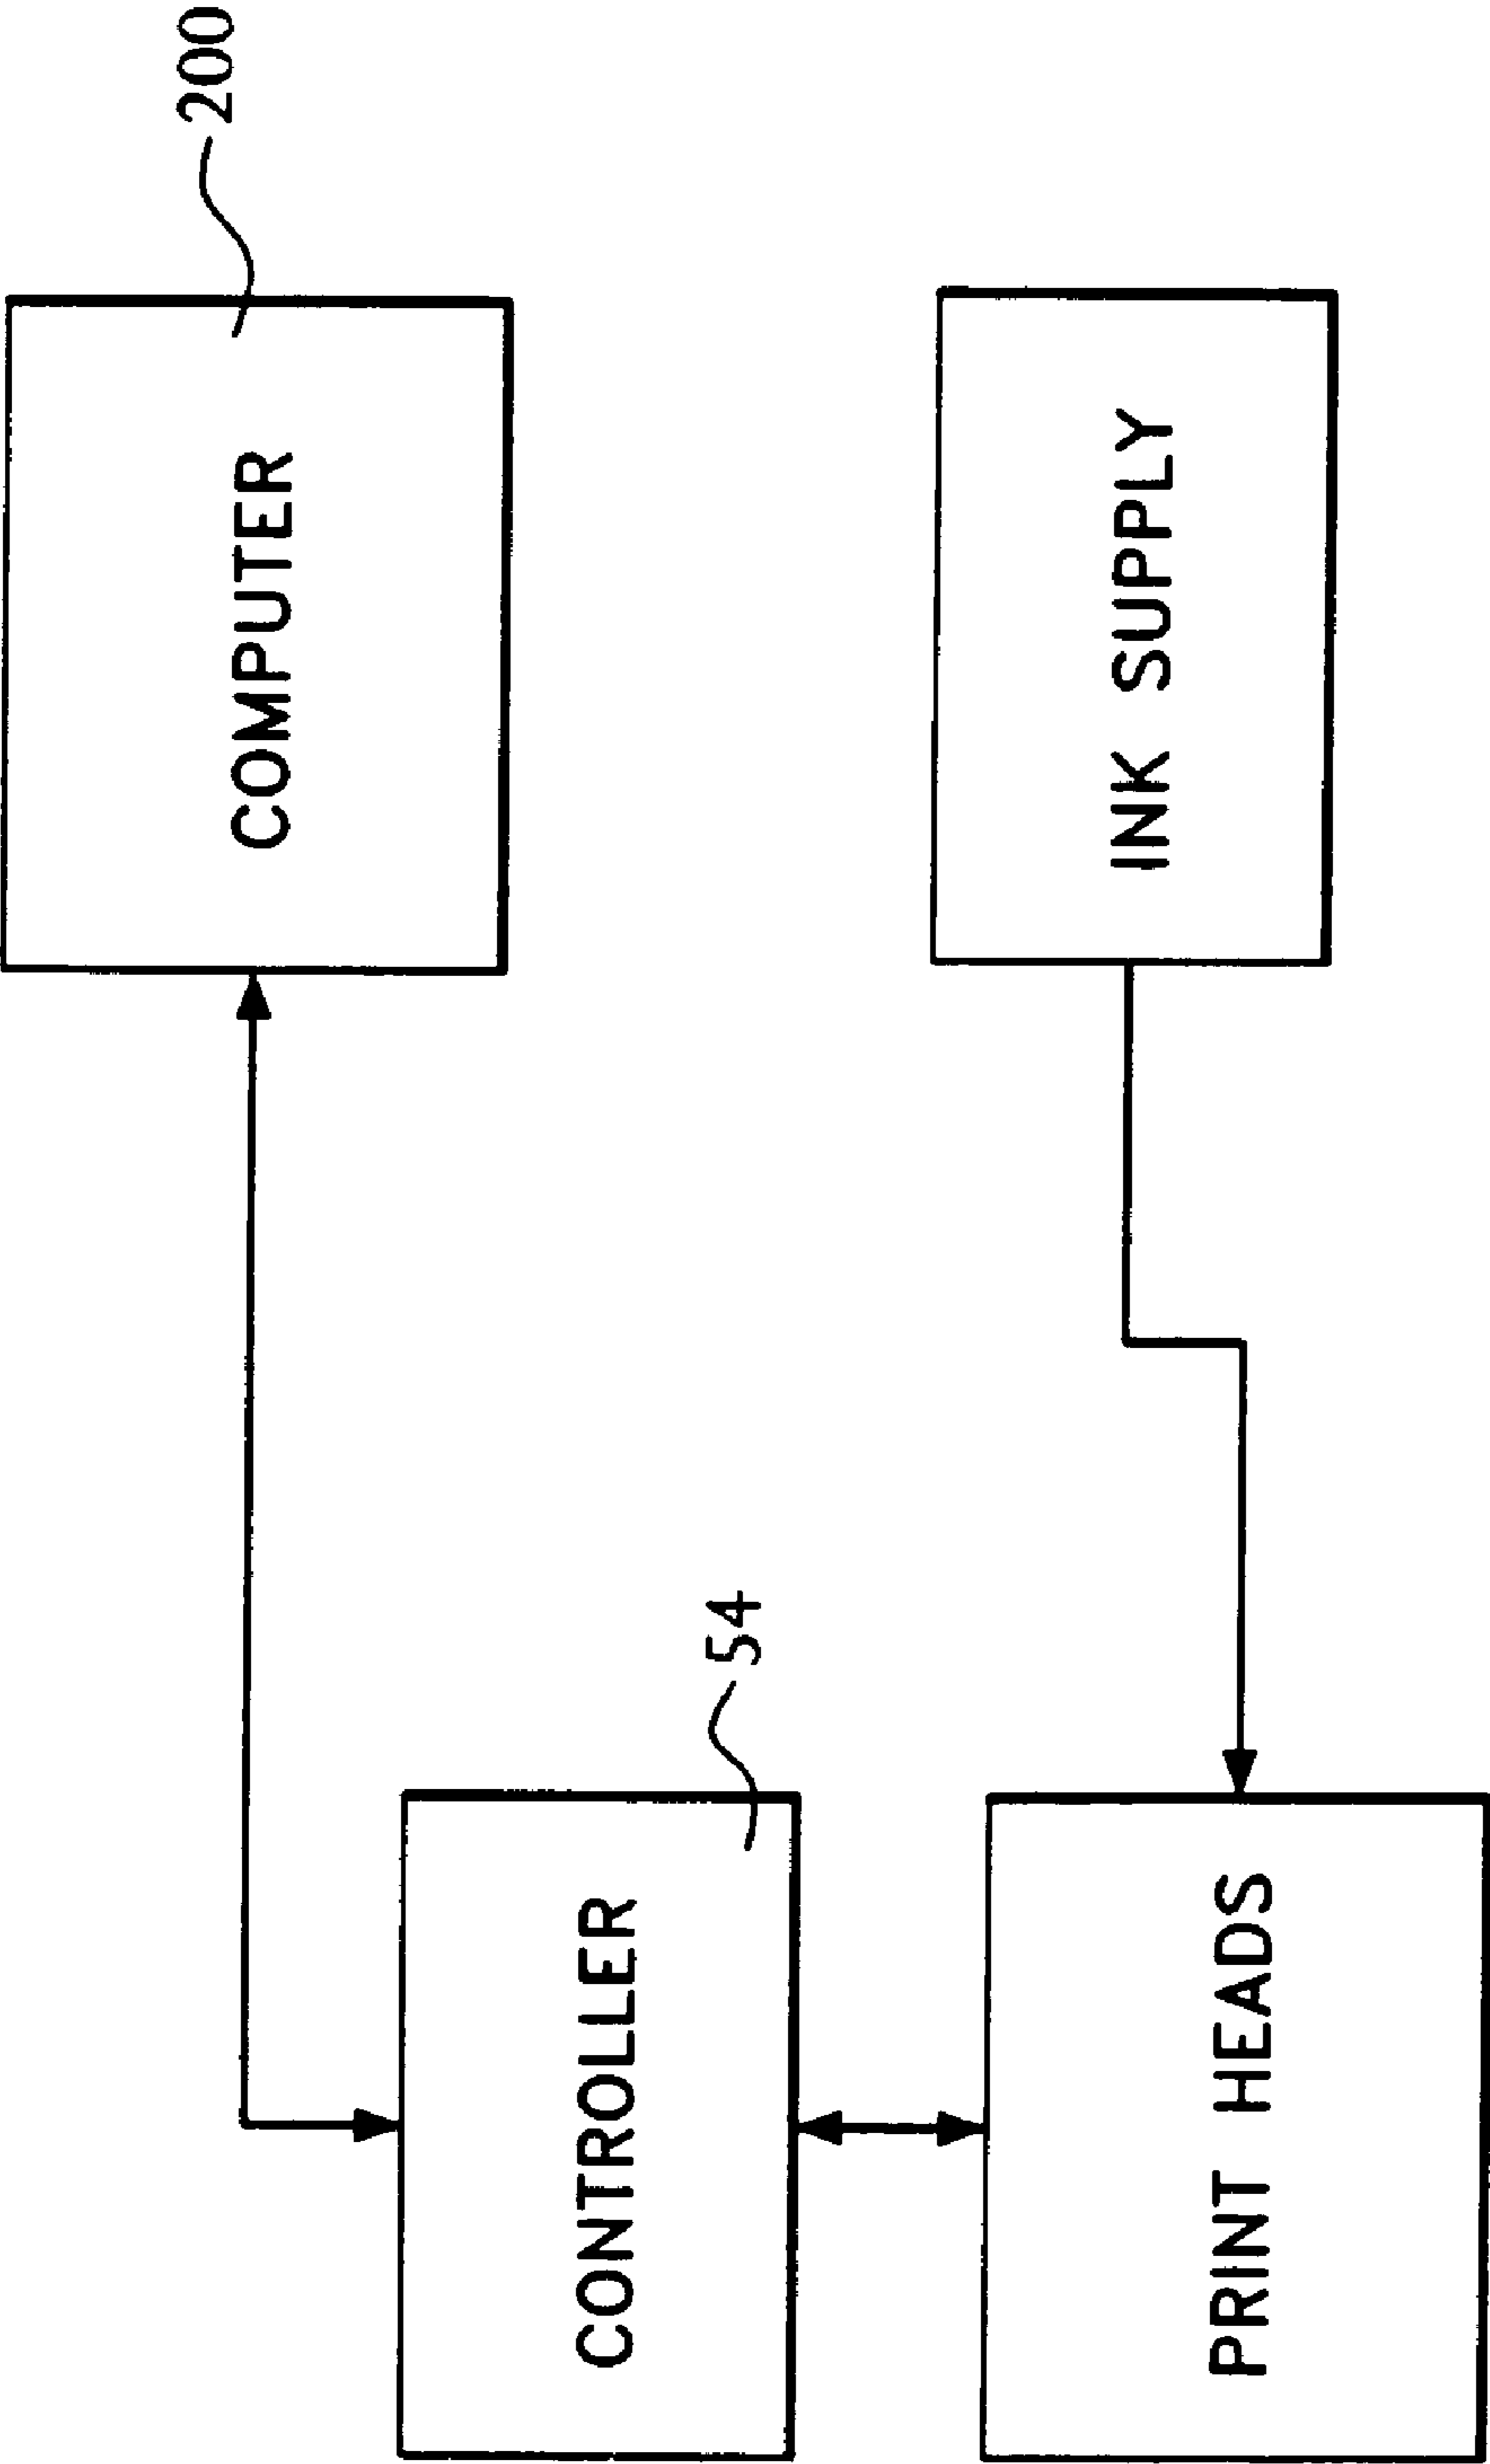 COMPUTER
200
CONTROLLER
54
INK SUPPLY
PRINT HEADS